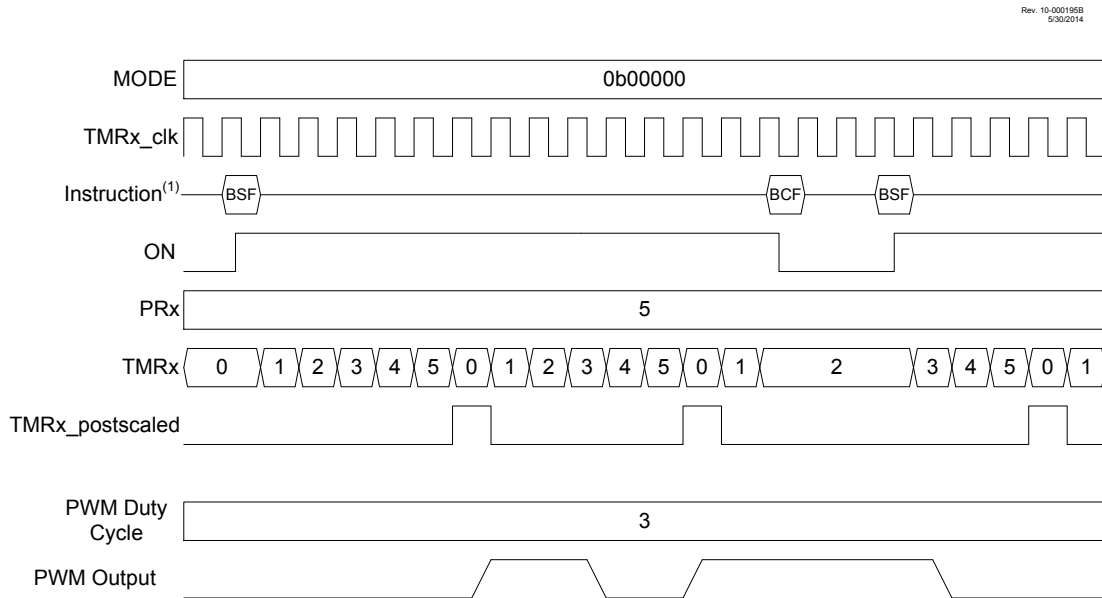 Rev. 10-000195B
5/30/2014
MODE 0b00000
TMRx_clk
Instruction(1) BSF BCF BSF
ON
PRx 5
TMRx 0 1 2 3 4 5 0 1 2 3 4 5 0 1 2 3 4 5 0 1
TMRx_postscaled
PWM Duty
Cycle 3
PWM Output